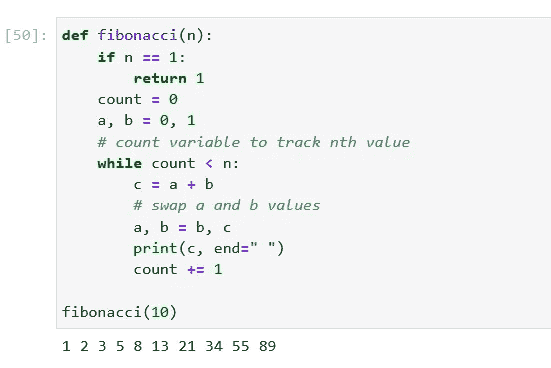 [50]: def fibonacci(n):
    if n == 1:
        return 1
    count = 0
    a, b = 0, 1
    # count variable to track nth value
    while count < n:
        c = a + b
        # swap a and b values
        a, b = b, c
        print(c, end=" ")
        count += 1

fibonacci(10)
1 2 3 5 8 13 21 34 55 89